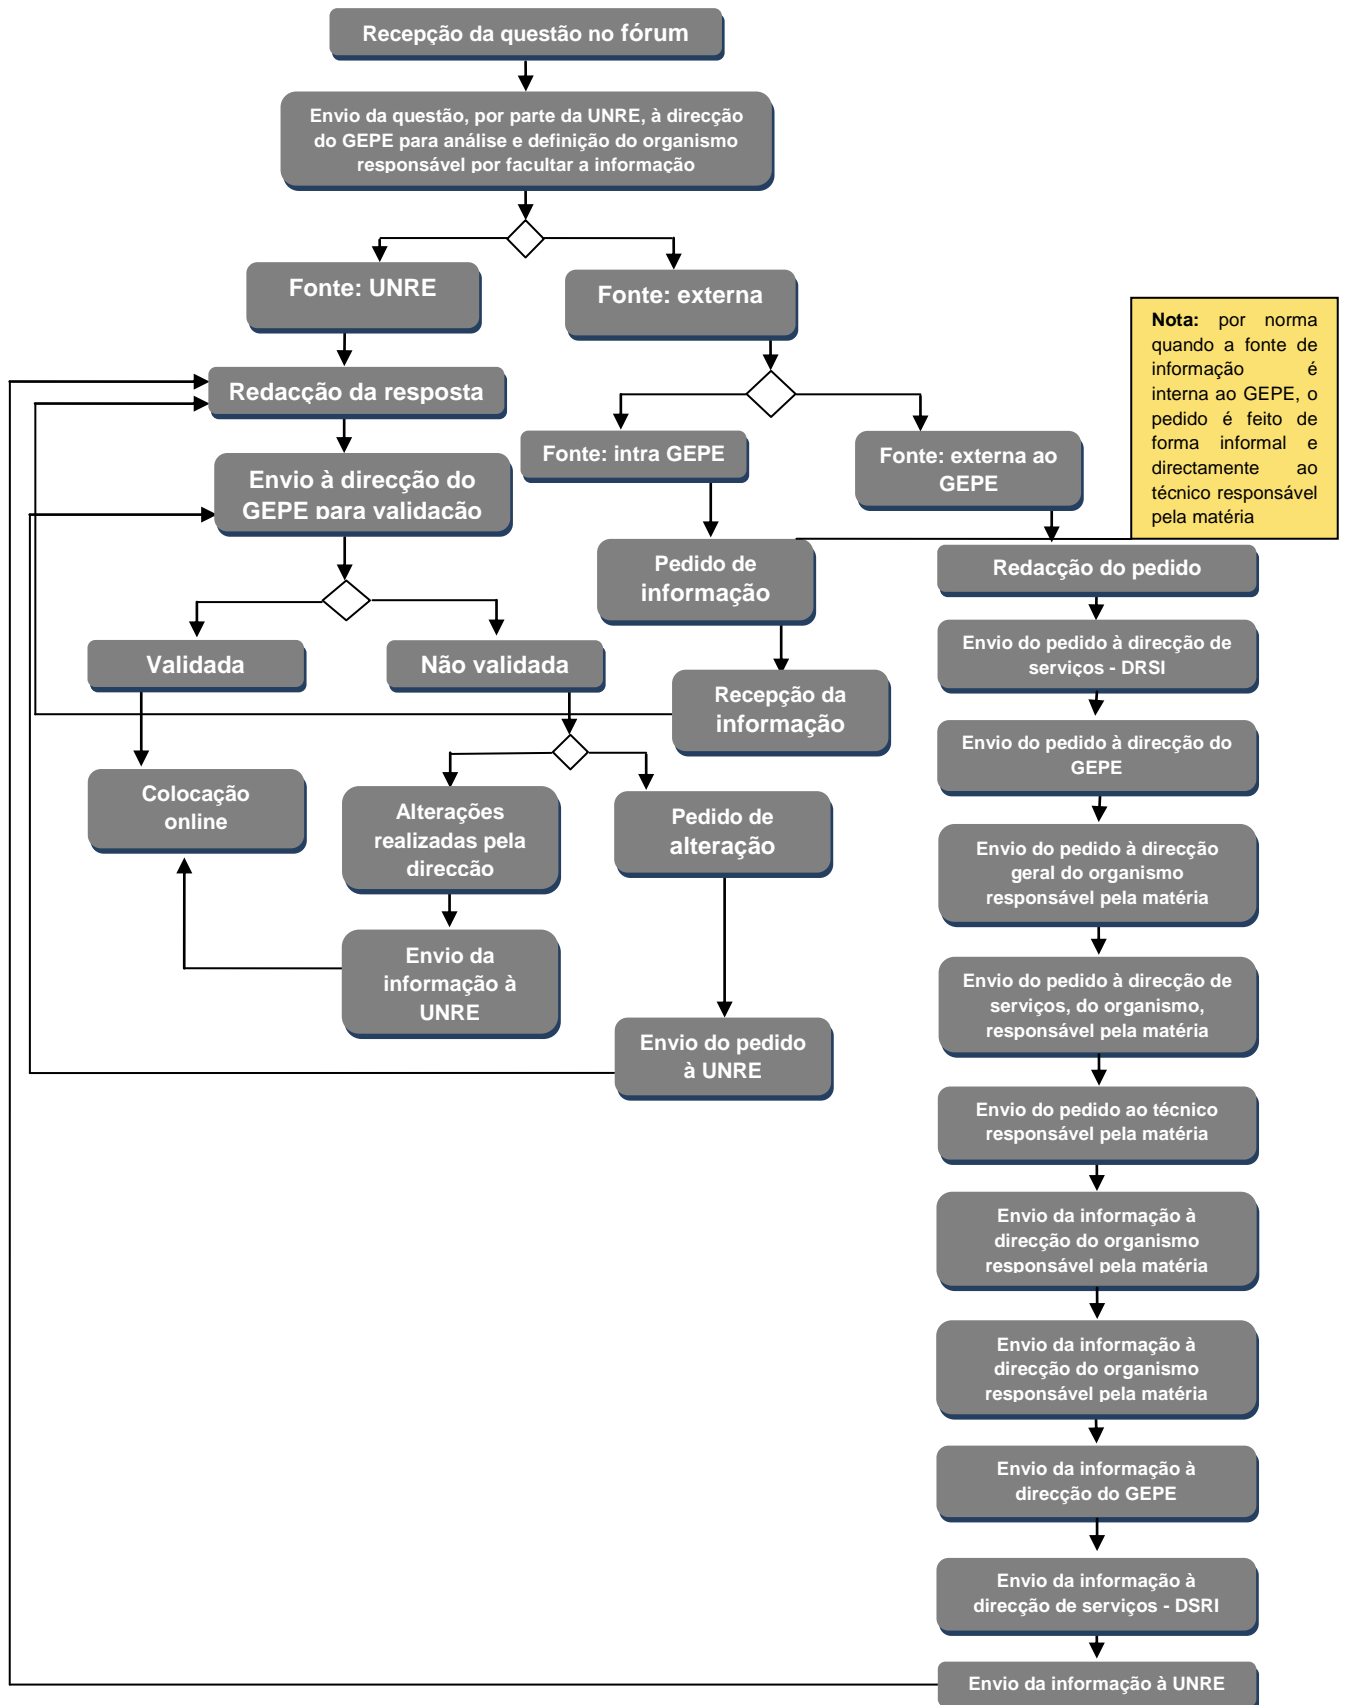 Recepção da questão no fórum
Envio da questão, por parte da UNRE, à direcção
do GEPE para análise e definição do organismo
responsável por facultar a informação
Fonte: UNRE
Fonte: externa
Nota: por norma
quando a fonte de
informação é
interna ao GEPE, o
pedido é feito de
forma informal e
directamente ao
técnico responsável
pela matéria
Redacção da resposta
Fonte: intra GEPE
Fonte: externa ao
GEPE
Envio à direcção do
GEPE para validação
Pedido de
informação
Redacção do pedido
Validada
Não validada
Envio do pedido à direcção de
serviços - DRSI
Recepção da
informação
Envio do pedido à direcção do
GEPE
Colocação
online
Alterações
realizadas pela
direcção
Pedido de
alteração
Envio do pedido à direcção
geral do organismo
responsável pela matéria
Envio da
informação à
UNRE
Envio do pedido à direcção de
serviços, do organismo,
responsável pela matéria
Envio do pedido
à UNRE
Envio do pedido ao técnico
responsável pela matéria
Envio da informação à
direcção do organismo
responsável pela matéria
Envio da informação à
direcção do organismo
responsável pela matéria
Envio da informação à
direcção do GEPE
Envio da informação à
direcção de serviços - DSRI
Envio da informação à UNRE